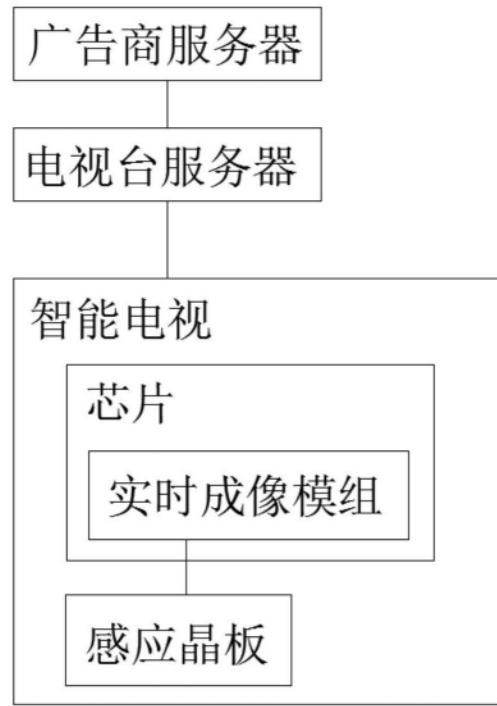 广告商服务器
电视台服务器
智能电视
芯片
实时成像模组
感应晶板